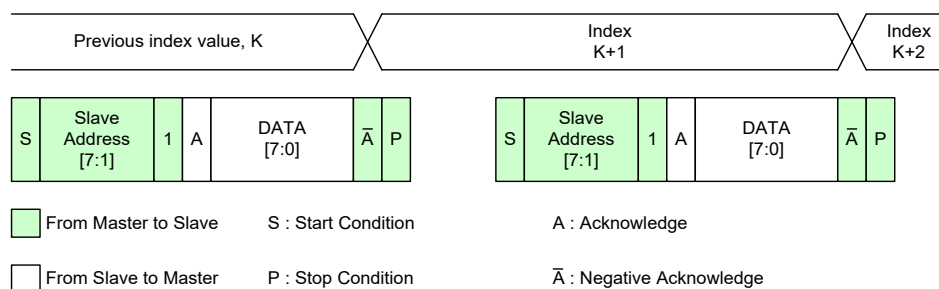 Previous index value, K
Index
K+1
Index
K+2
S
Slave
Address
[7:1]
1
A
DATA
[7:0]
A̅
P
S
Slave
Address
[7:1]
1
A
DATA
[7:0]
A̅
P
From Master to Slave
S : Start Condition
A : Acknowledge
From Slave to Master
P : Stop Condition
A̅ : Negative Acknowledge